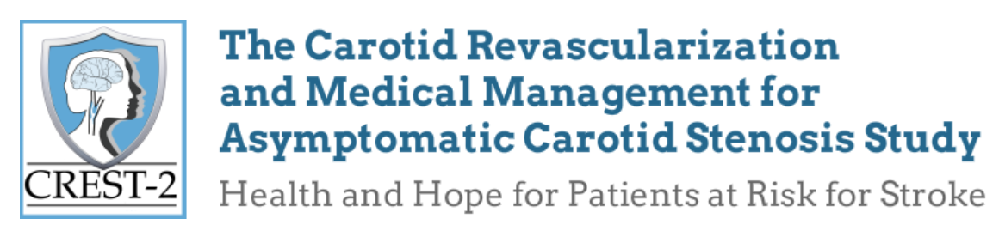 CREST-2
The Carotid Revascularization
and Medical Management for
Asymptomatic Carotid Stenosis Study
Health and Hope for Patients at Risk for Stroke